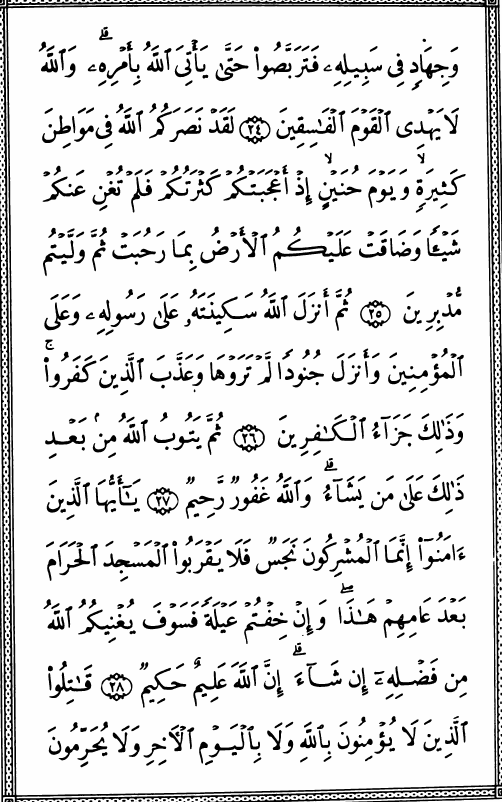 وَجِهَادٍ فِي سَبِيلِهِۦ فَتَرَبَّصُوا۟ حَتَّىٰ يَأْتِىَ ٱللَّهُ بِأَمْرِهِۦ ۗ وَٱللَّهُ
لَا يَهْدِى ٱلْقَوْمَ ٱلْفَـٰسِقِينَ ﴿٢٤﴾ لَقَدْ نَصَرَكُمُ ٱللَّهُ فِى مَوَاطِنَ
كَثِيرَةٍ ۙ وَيَوْمَ حُنَيْنٍ ۙ إِذْ أَعْجَبَتْكُمْ كَثْرَتُكُمْ فَلَمْ تُغْنِ عَنكُمْ
شَيْـًٔا وَضَاقَتْ عَلَيْكُمُ ٱلْأَرْضُ بِمَا رَحُبَتْ ثُمَّ وَلَّيْتُم
مُّدْبِرِينَ ﴿٢٥﴾ ثُمَّ أَنزَلَ ٱللَّهُ سَكِينَتَهُۥ عَلَىٰ رَسُولِهِۦ وَعَلَى
ٱلْمُؤْمِنِينَ وَأَنزَلَ جُنُودًا لَّمْ تَرَوْهَا وَعَذَّبَ ٱلَّذِينَ كَفَرُوا۟ ۚ
وَذَٰلِكَ جَزَآءُ ٱلْكَـٰفِرِينَ ﴿٢٦﴾ ثُمَّ يَتُوبُ ٱللَّهُ مِنۢ بَعْدِ
ذَٰلِكَ عَلَىٰ مَن يَشَآءُ ۗ وَٱللَّهُ غَفُورٌ رَّحِيمٌ ﴿٢٧﴾ يَـٰٓأَيُّهَا ٱلَّذِينَ
ءَامَنُوٓا۟ إِنَّمَا ٱلْمُشْرِكُونَ نَجَسٌ فَلَا يَقْرَبُوا۟ ٱلْمَسْجِدَ ٱلْحَرَامَ
بَعْدَ عَامِهِمْ هَـٰذَا ۚ وَإِنْ خِفْتُمْ عَيْلَةً فَسَوْفَ يُغْنِيكُمُ ٱللَّهُ
مِن فَضْلِهِۦٓ إِن شَآءَ ۗ إِنَّ ٱللَّهَ عَلِيمٌ حَكِيمٌ ﴿٢٨﴾ قَـٰتِلُوا۟
ٱلَّذِينَ لَا يُؤْمِنُونَ بِٱللَّهِ وَلَا بِٱلْيَوْمِ ٱلْـَٔاخِرِ وَلَا يُحَرِّمُونَ